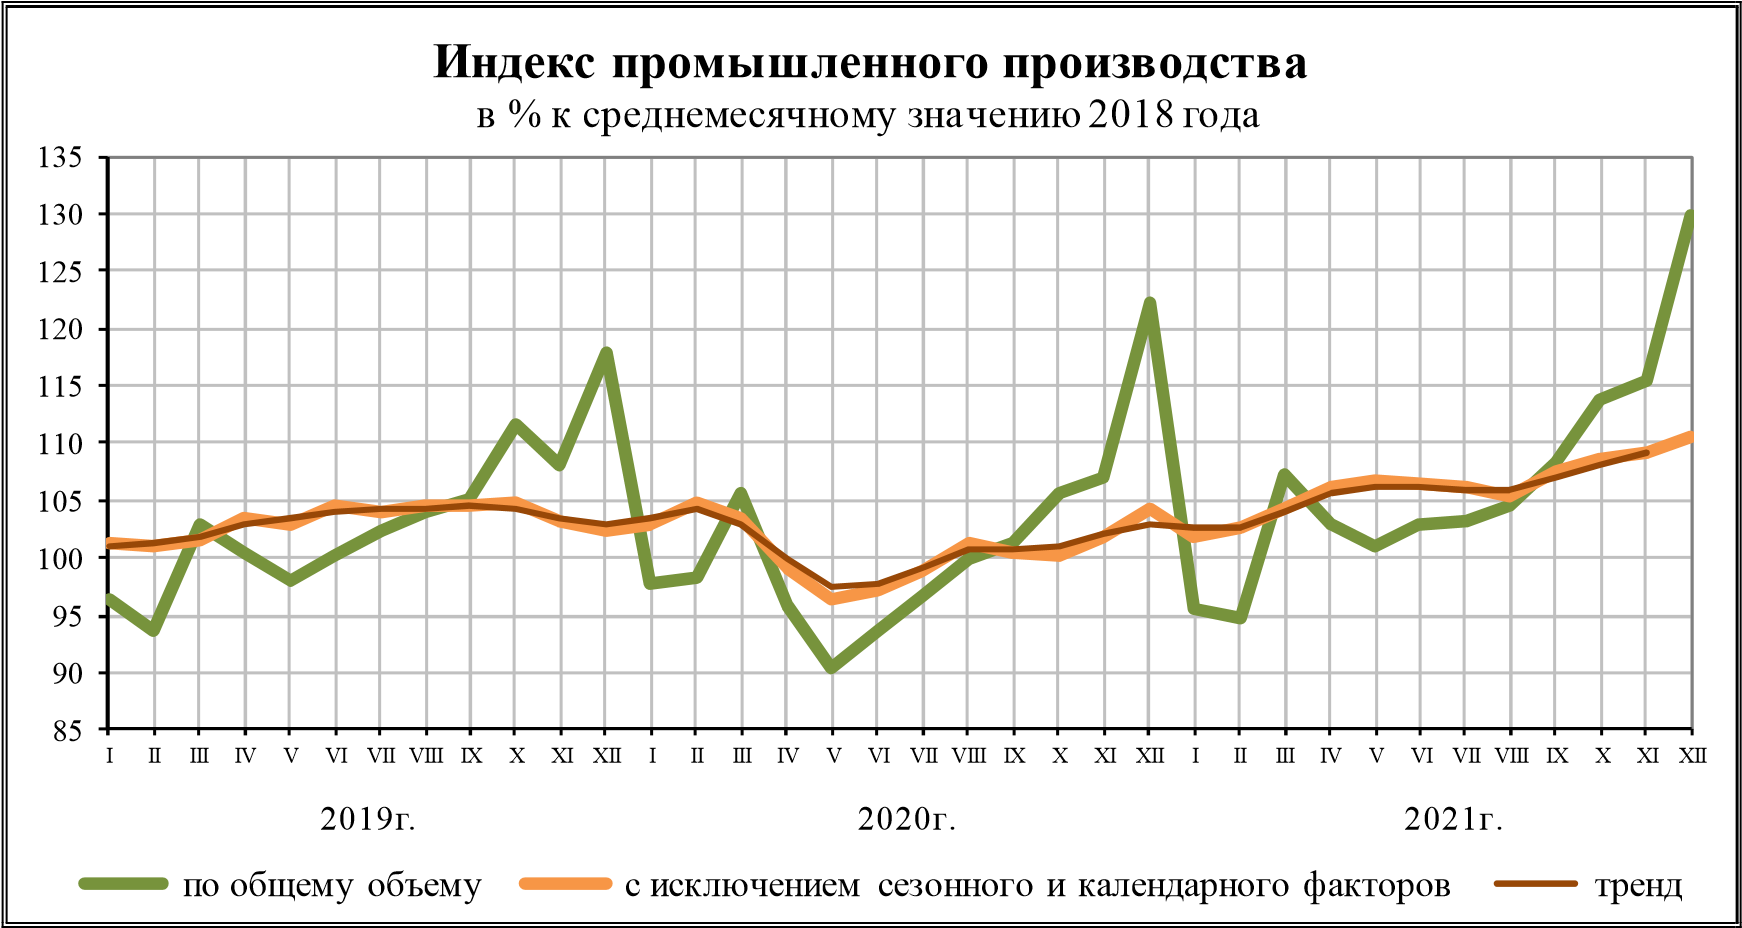 Индекс промышленного производства
в % к среднемесячному значению 2018 года
135
130
125
120
115
110
105
100
95
90
85
I II III IV V VI VII VIII IX X XI XII I II III IV V VI VII VIII IX X XI XII I II III IV V VI VII VIII IX X XI XII
2019г. 2020г. 2021г.
по общему объему с исключением сезонного и календарного факторов тренд